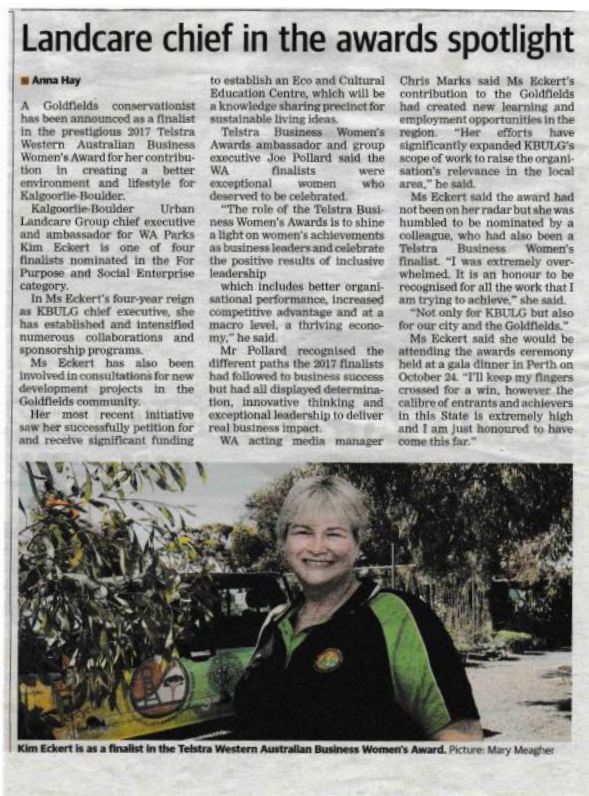 Landcare chief in the awards spotlight
Anna Hay
A Goldfields conservationist
has been announced as a finalist
in the prestigious 2017 Telstra
Western Australian Business
Women's Award for her contribu-
tion in creating a better
environment and lifestyle for
Kalgoorlie-Boulder.
Kalgoorlie-Boulder Urban
Landcare Group chief executive
and ambassador for WA Parks
Kim Eckert is one of four
finalists nominated in the For
Purpose and Social Enterprise
category.
In Ms Eckert's four-year reign
as KBULG chief executive, she
has established and intensified
numerous collaborations and
sponsorship programs.
Ms Eckert has also been
involved in consultations for new
development projects in the
Goldfields community.
Her most recent initiative
saw her successfully petition for
and receive significant funding
to establish an Eco and Cultural
Education Centre, which will be
a knowledge sharing precinct for
sustainable living ideas.
Telstra Business Women's
Awards ambassador and group
executive Joe Pollard said the
WA finalists were
exceptional women who
deserved to be celebrated.
"The role of the Telstra Busi-
ness Women's Awards is to shine
a light on women's achievements
as business leaders and celebrate
the positive results of inclusive
leadership
which includes better organi-
sational performance, increased
competitive advantage and at a
macro level, a thriving econo-
my," he said.
Mr Pollard recognised the
different paths the 2017 finalists
had followed to business success
but had all displayed determina-
tion, innovative thinking and
exceptional leadership to deliver
real business impact.
WA acting media manager
Chris Marks said Ms Eckert's
contribution to the Goldfields
had created new learning and
employment opportunities in the
region. "Her efforts have
significantly expanded KBULG's
scope of work to raise the organi-
sation's relevance in the local
area," he said.
Ms Eckert said the award had
not been on her radar but she was
humbled to be nominated by a
colleague, who had also been a
Telstra Business Women's
finalist. "I was extremely over-
whelmed. It is an honour to be
recognised for all the work that I
am trying to achieve," she said.
"Not only for KBULG but also
for our city and the Goldfields."
Ms Eckert said she would be
attending the awards ceremony
held at a gala dinner in Perth on
October 24. "I'll keep my fingers
crossed for a win, however the
calibre of entrants and achievers
in this State is extremely high
and I am just honoured to have
come this far."
Kim Eckert is as a finalist in the Telstra Western Australian Business Women's Award. Picture: Mary Meagher